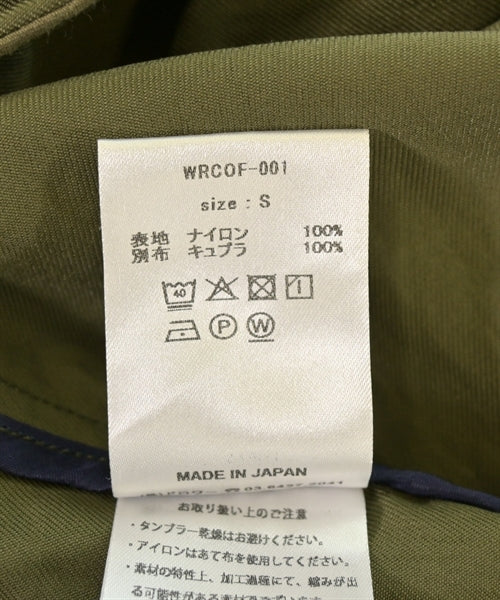 WRCOF-001
size : S
表地 ナイロン 100%
別布 キュプラ 100%
40
P W
MADE IN JAPAN
お取り扱い上のご注意
・タンブラー乾燥はお避けください。
・アイロンはあて布を使用してください。
・素材の特性上、加工過程にて、縮みが出
る可能性がある